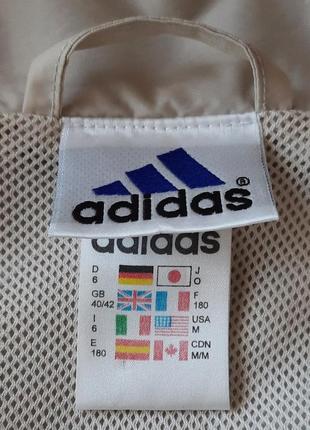 adidas®
adidas
D J
6 O
GB F
40/42 180
I USA
6 M
E CDN
180 M/M